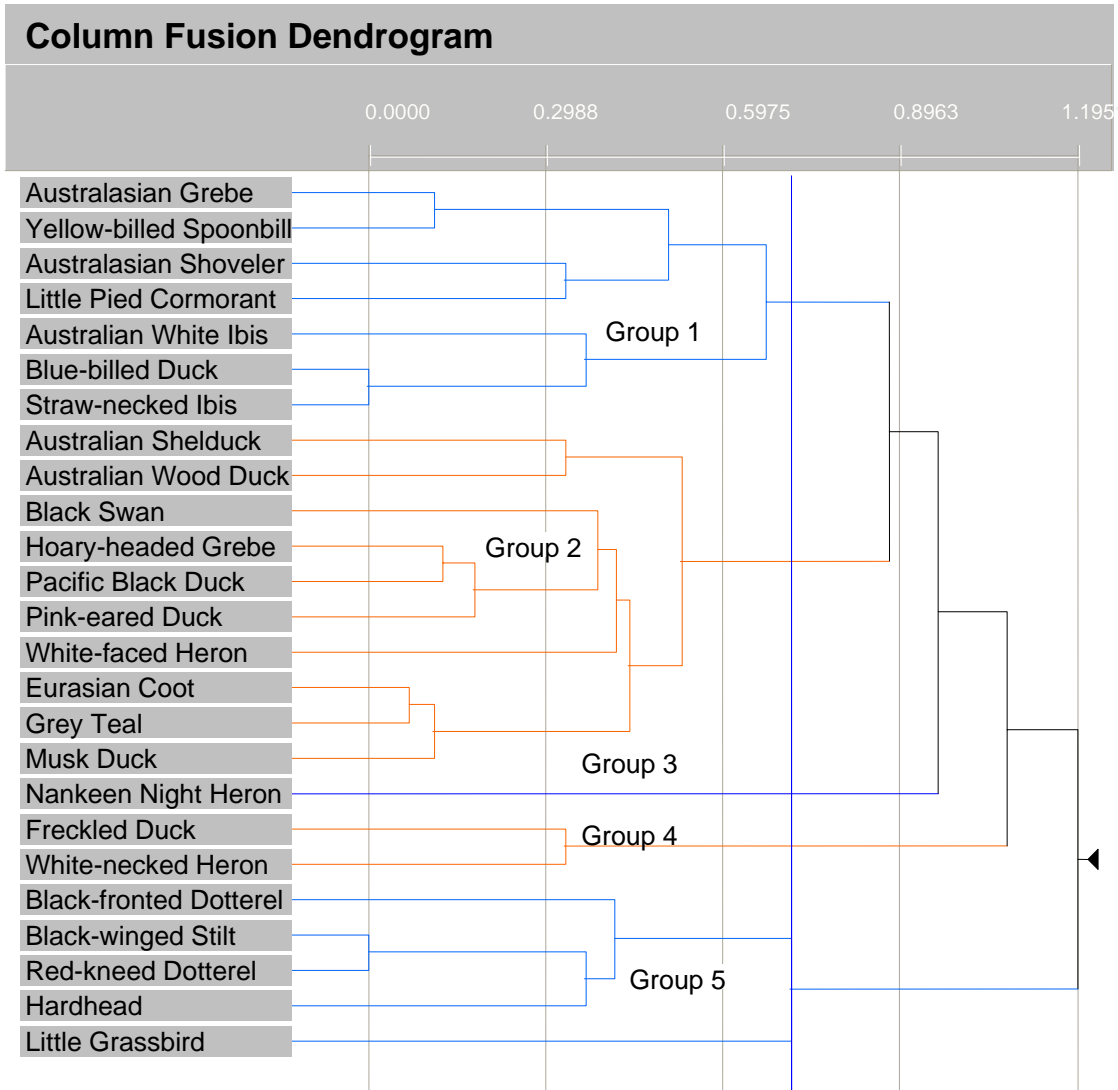 Column Fusion Dendrogram
0.0000 0.2988 0.5975 0.8963 1.195
Australasian Grebe
Yellow-billed Spoonbill
Australasian Shoveler
Little Pied Cormorant
Australian White Ibis
Group 1
Blue-billed Duck
Straw-necked Ibis
Australian Shelduck
Australian Wood Duck
Black Swan
Hoary-headed Grebe
Group 2
Pacific Black Duck
Pink-eared Duck
White-faced Heron
Eurasian Coot
Grey Teal
Musk Duck
Group 3
Nankeen Night Heron
Freckled Duck
Group 4
White-necked Heron
Black-fronted Dotterel
Black-winged Stilt
Red-kneed Dotterel
Group 5
Hardhead
Little Grassbird